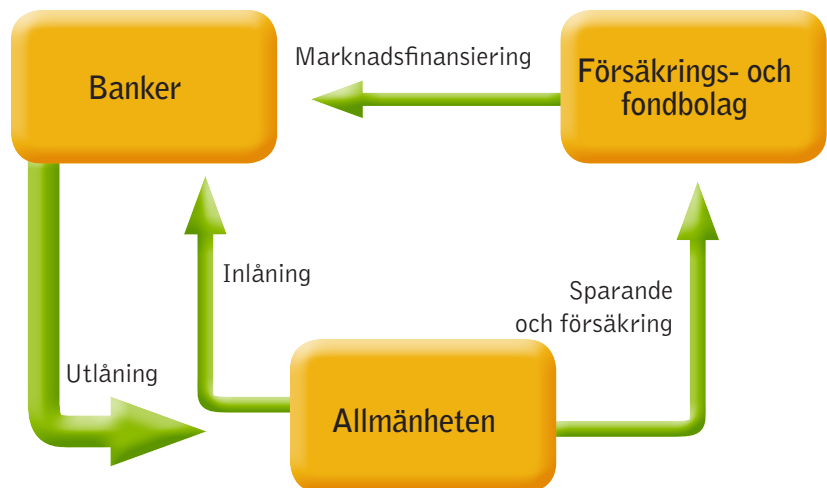 Banker
Marknadsfinansiering
Försäkrings- och
fondbolag
Inlåning
Sparande
och försäkring
Utlåning
Allmänheten